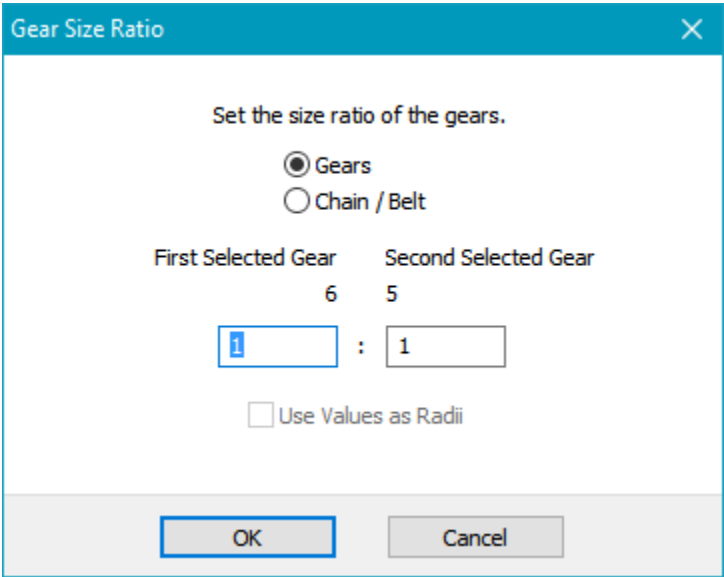 Gear Size Ratio
Set the size ratio of the gears.
Gears
Chain / Belt
First Selected Gear Second Selected Gear
6 5
1 : 1
Use Values as Radii
OK Cancel